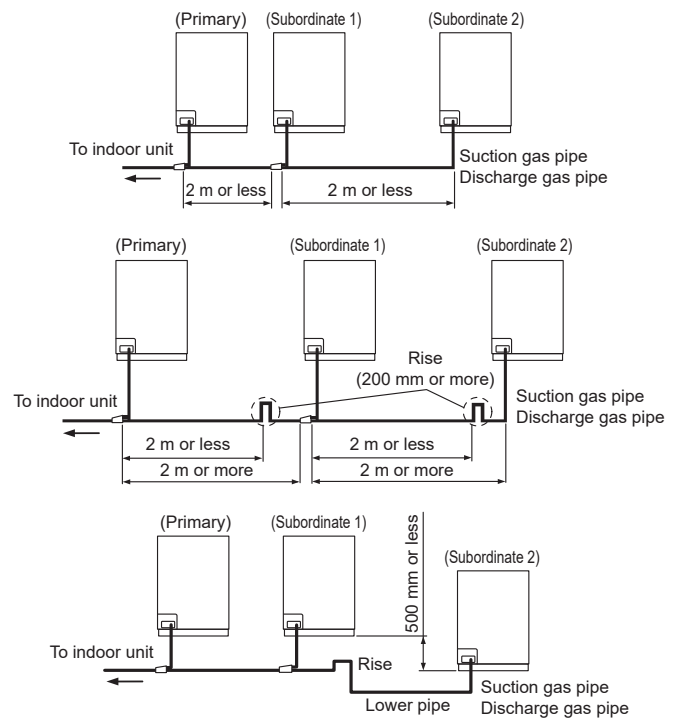 (Primary)
(Subordinate 1)
(Subordinate 2)
To indoor unit
Suction gas pipe
Discharge gas pipe
2 m or less
2 m or less
(Primary)
(Subordinate 1)
(Subordinate 2)
Rise
(200 mm or more)
To indoor unit
Suction gas pipe
Discharge gas pipe
2 m or less
2 m or less
2 m or more
2 m or more
(Primary)
(Subordinate 1)
500 mm or less
(Subordinate 2)
To indoor unit
Rise
Lower pipe
Suction gas pipe
Discharge gas pipe